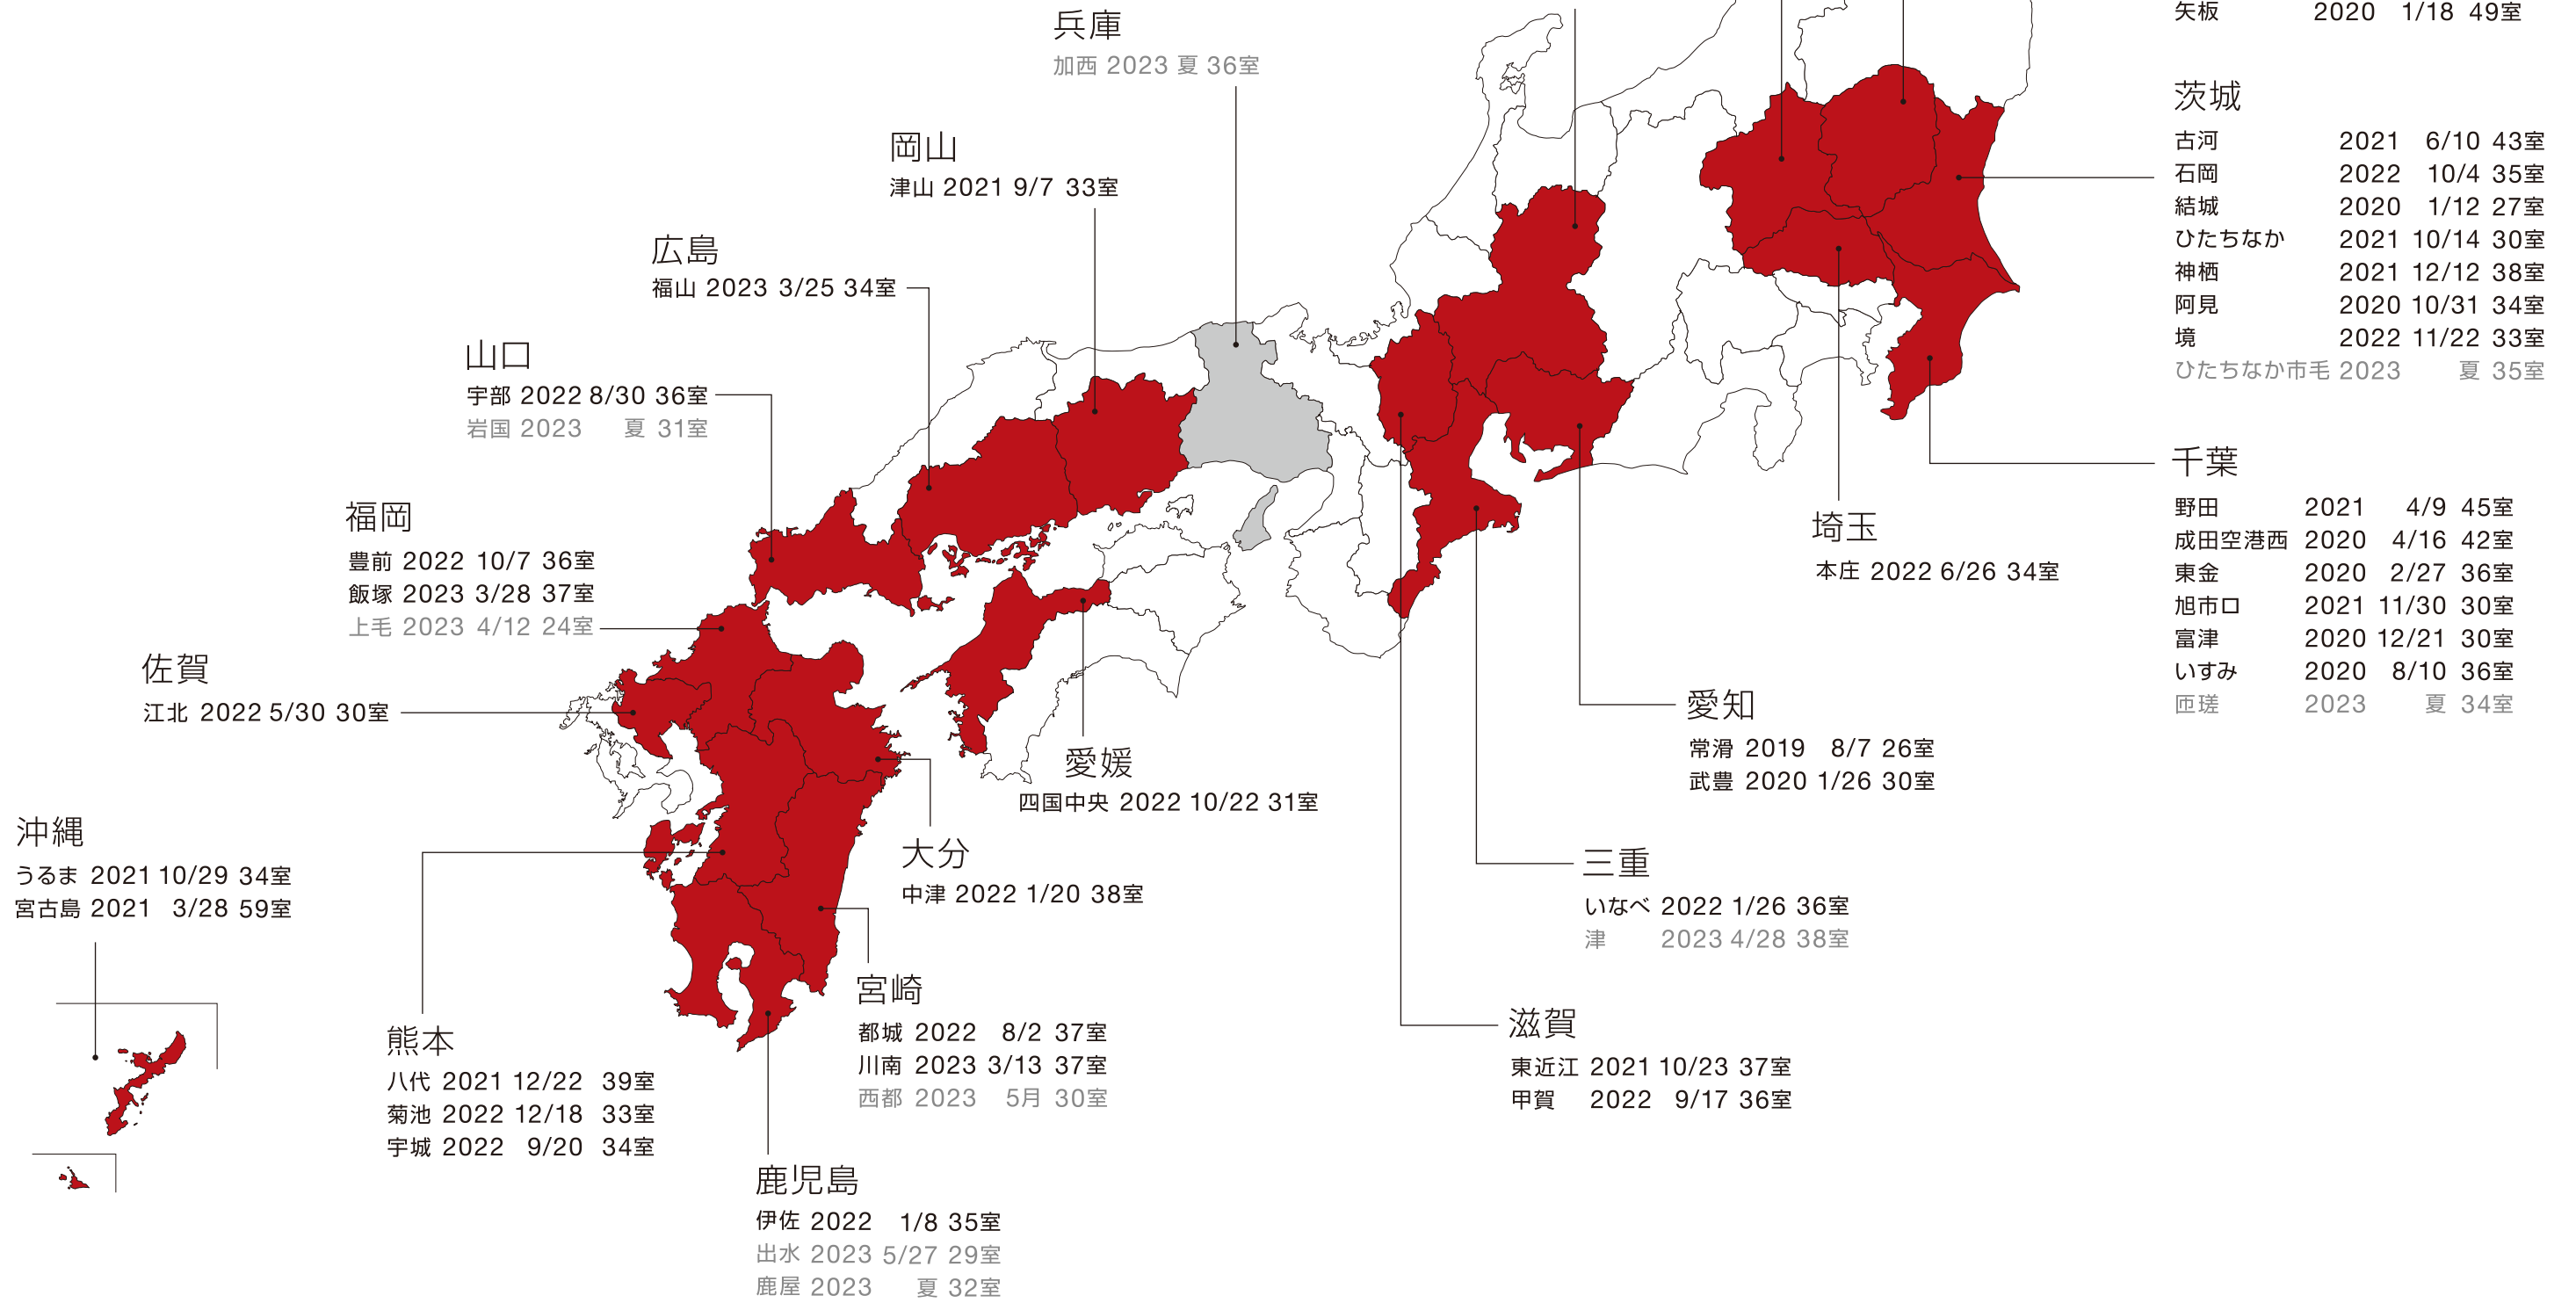 兵庫
加西 2023 夏 36室
岡山
津山 2021 9/7 33室
広島
福山 2023 3/25 34室
山口
宇部 2022 8/30 36室
岩国 2023 夏 31室
福岡
豊前 2022 10/7 36室
飯塚 2023 3/28 37室
上毛 2023 4/12 24室
佐賀
江北 2022 5/30 30室
沖縄
うるま 2021 10/29 34室
宮古島 2021 3/28 59室
熊本
八代 2021 12/22 39室
菊池 2022 12/18 33室
宇城 2022 9/20 34室
鹿児島
伊佐 2022 1/8 35室
出水 2023 5/27 29室
鹿屋 2023 夏 32室
宮崎
都城 2022 8/2 37室
川南 2023 3/13 37室
西都 2023 5月 30室
大分
中津 2022 1/20 38室
愛媛
四国中央 2022 10/22 31室
滋賀
東近江 2021 10/23 37室
甲賀 2022 9/17 36室
三重
いなべ 2022 1/26 36室
津 2023 4/28 38室
愛知
常滑 2019 8/7 26室
武豊 2020 1/26 30室
埼玉
本庄 2022 6/26 34室
矢板 2020 1/18 49室
茨城
古河 2021 6/10 43室
石岡 2022 10/4 35室
結城 2020 1/12 27室
ひたちなか 2021 10/14 30室
神栖 2021 12/12 38室
阿見 2020 10/31 34室
境 2022 11/22 33室
ひたちなか市毛 2023 夏 35室
千葉
野田 2021 4/9 45室
成田空港西 2020 4/16 42室
東金 2020 2/27 36室
旭市ロ 2021 11/30 30室
富津 2020 12/21 30室
いすみ 2020 8/10 36室
匝瑳 2023 夏 34室